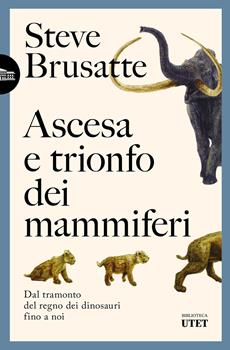 Steve
Brusatte
Ascesa
e trionfo
dei
mammiferi
Dal tramonto
del regno dei dinosauri
fino a noi
BIBLIOTECA
UTET